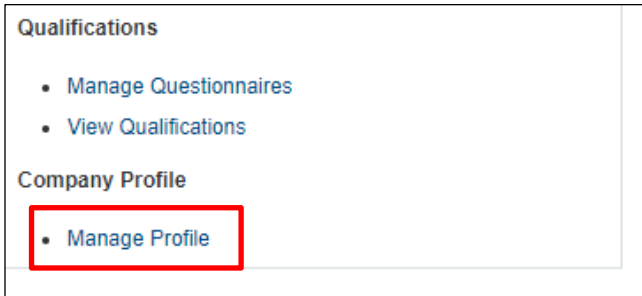 Qualifications
• Manage Questionnaires
• View Qualifications
Company Profile
• Manage Profile